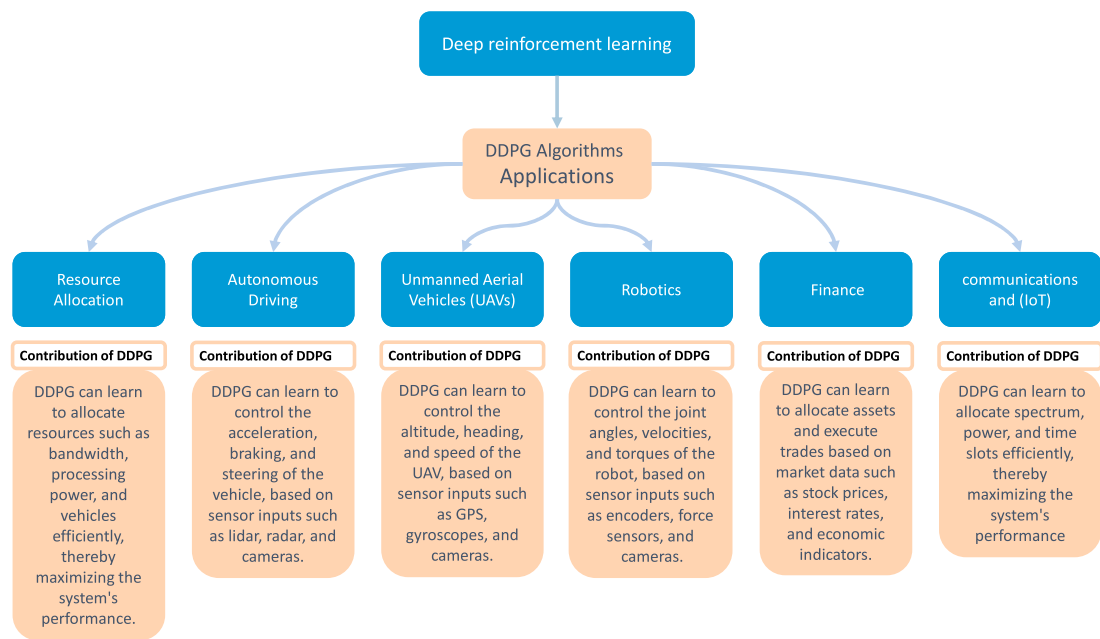 Deep reinforcement learning
DDPG Algorithms
Applications
Resource
Allocation
Autonomous
Driving
Unmanned Aerial
Vehicles (UAVs)
Robotics
Finance
communications
and (IoT)
Contribution of DDPG
Contribution of DDPG
Contribution of DDPG
Contribution of DDPG
Contribution of DDPG
Contribution of DDPG
DDPG can learn
to allocate
resources such as
bandwidth,
processing
power, and
vehicles
efficiently,
thereby
maximizing the
system's
performance.
DDPG can learn to
control the
acceleration,
braking, and
steering of the
vehicle, based on
sensor inputs such
as lidar, radar, and
cameras.
DDPG can learn to
control the
altitude, heading,
and speed of the
UAV, based on
sensor inputs such
as GPS,
gyroscopes, and
cameras.
DDPG can learn to
control the joint
angles, velocities,
and torques of the
robot, based on
sensor inputs such
as encoders, force
sensors, and
cameras.
DDPG can learn
to allocate assets
and execute
trades based on
market data such
as stock prices,
interest rates,
and economic
indicators.
DDPG can learn to
allocate spectrum,
power, and time
slots efficiently,
thereby
maximizing the
system's
performance